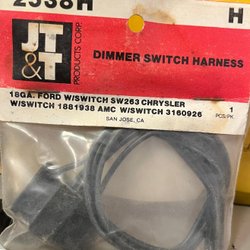 2538H
H
JT&T
PRODUCTS CORP.
DIMMER SWITCH HARNESS
18GA. FORD W/SWITCH SW263 CHRYSLER
W/SWITCH 1881938 AMC W/SWITCH 3160926
1
PCS/PK
SAN JOSE, CA